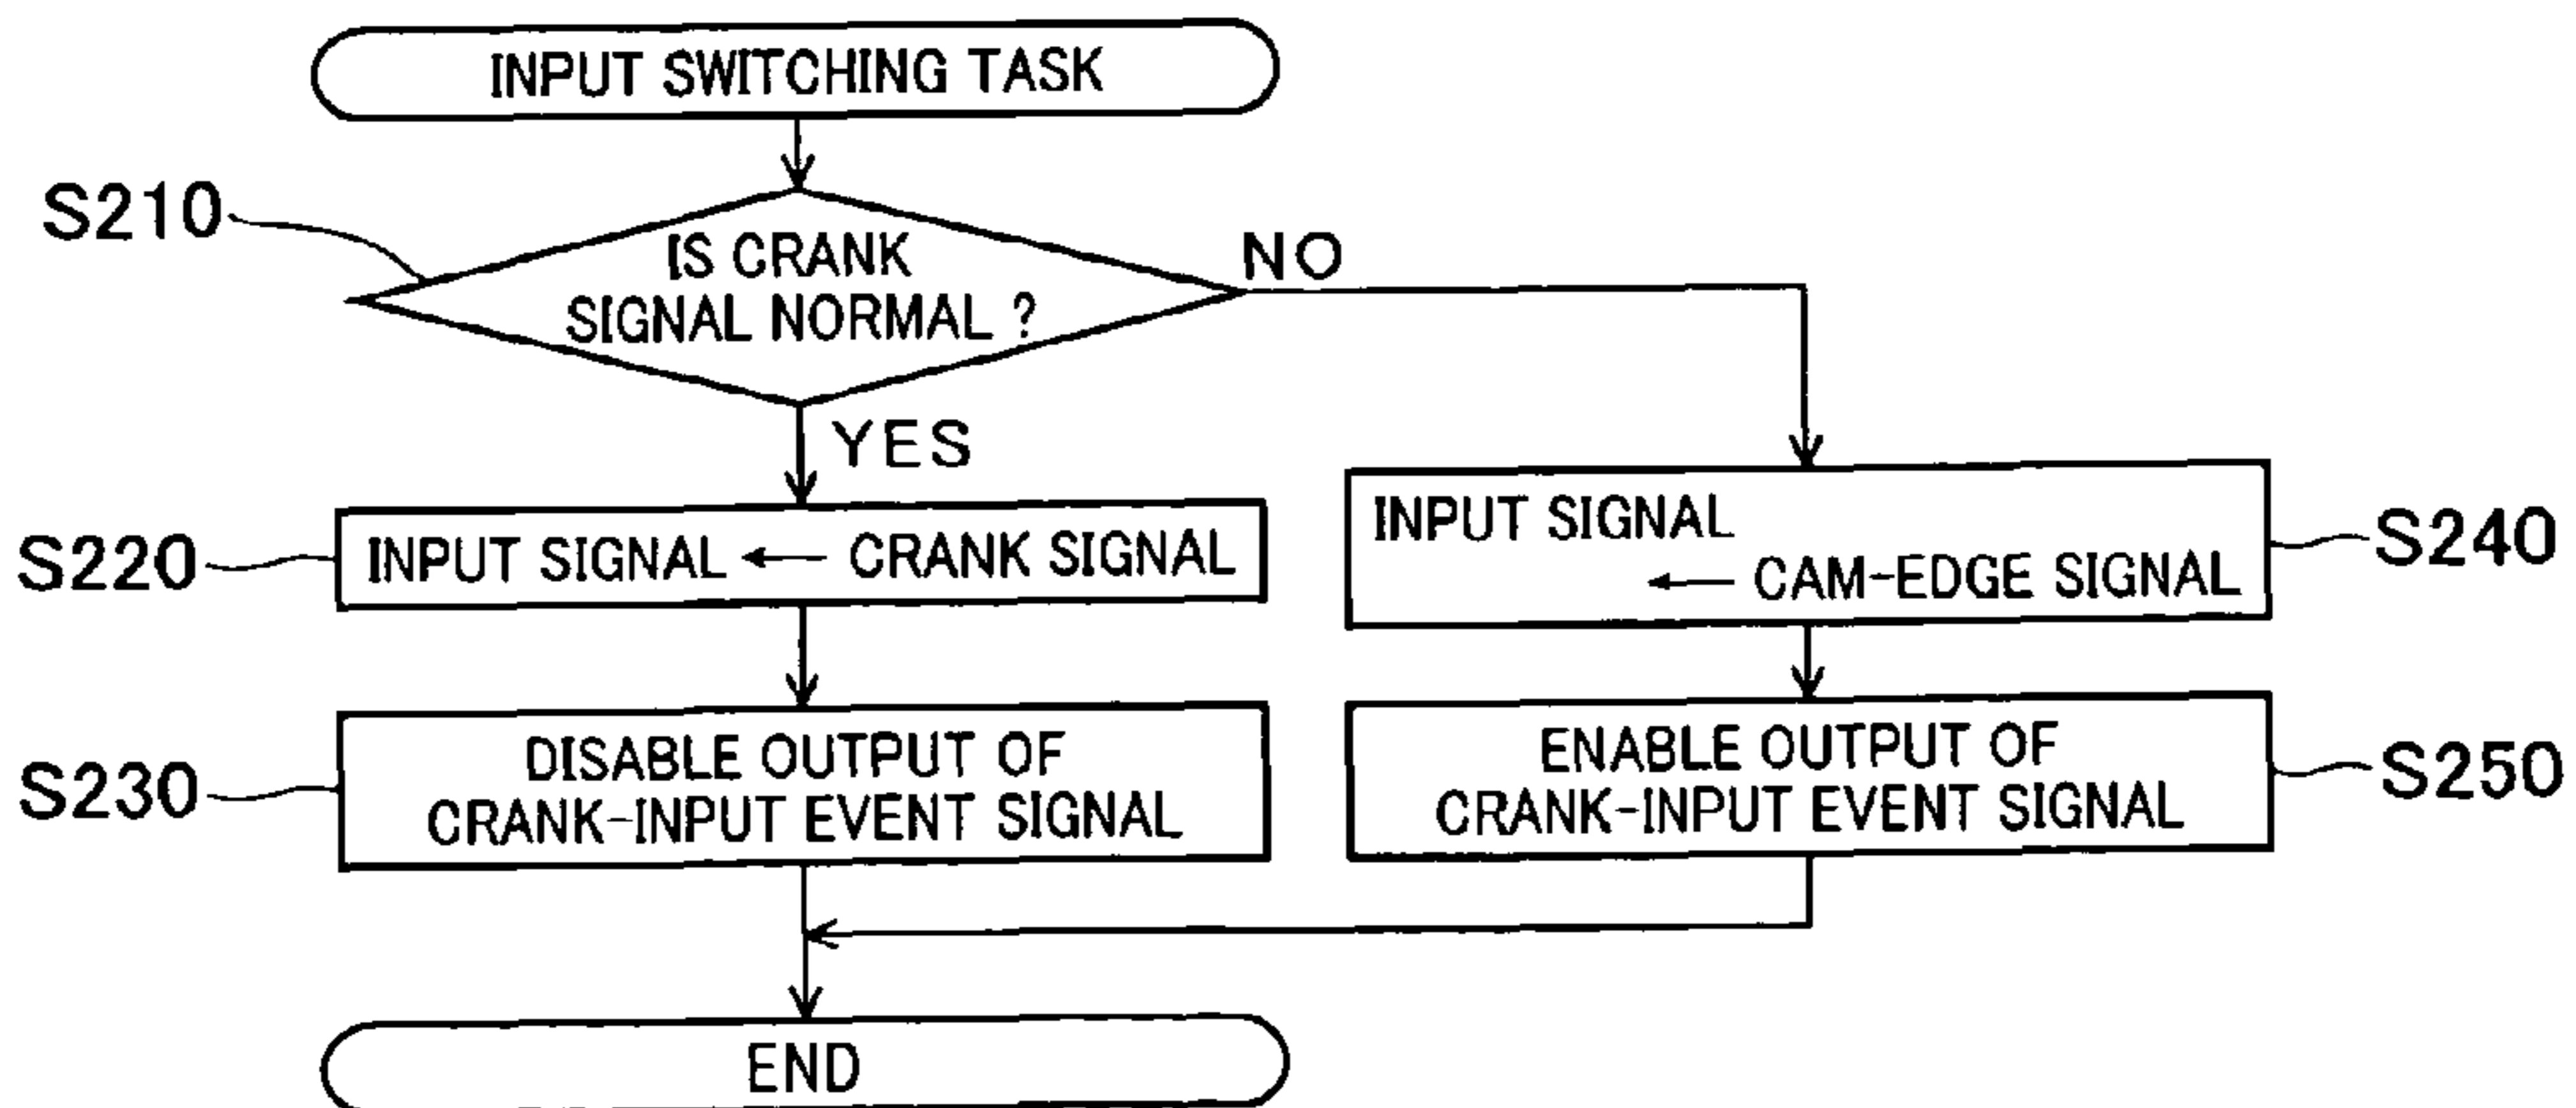 INPUT SWITCHING TASK
S210
IS CRANK
SIGNAL NORMAL ?
NO
YES
S220
INPUT SIGNAL ← CRANK SIGNAL
INPUT SIGNAL
← CAM-EDGE SIGNAL
S240
S230
DISABLE OUTPUT OF
CRANK-INPUT EVENT SIGNAL
ENABLE OUTPUT OF
CRANK-INPUT EVENT SIGNAL
S250
END